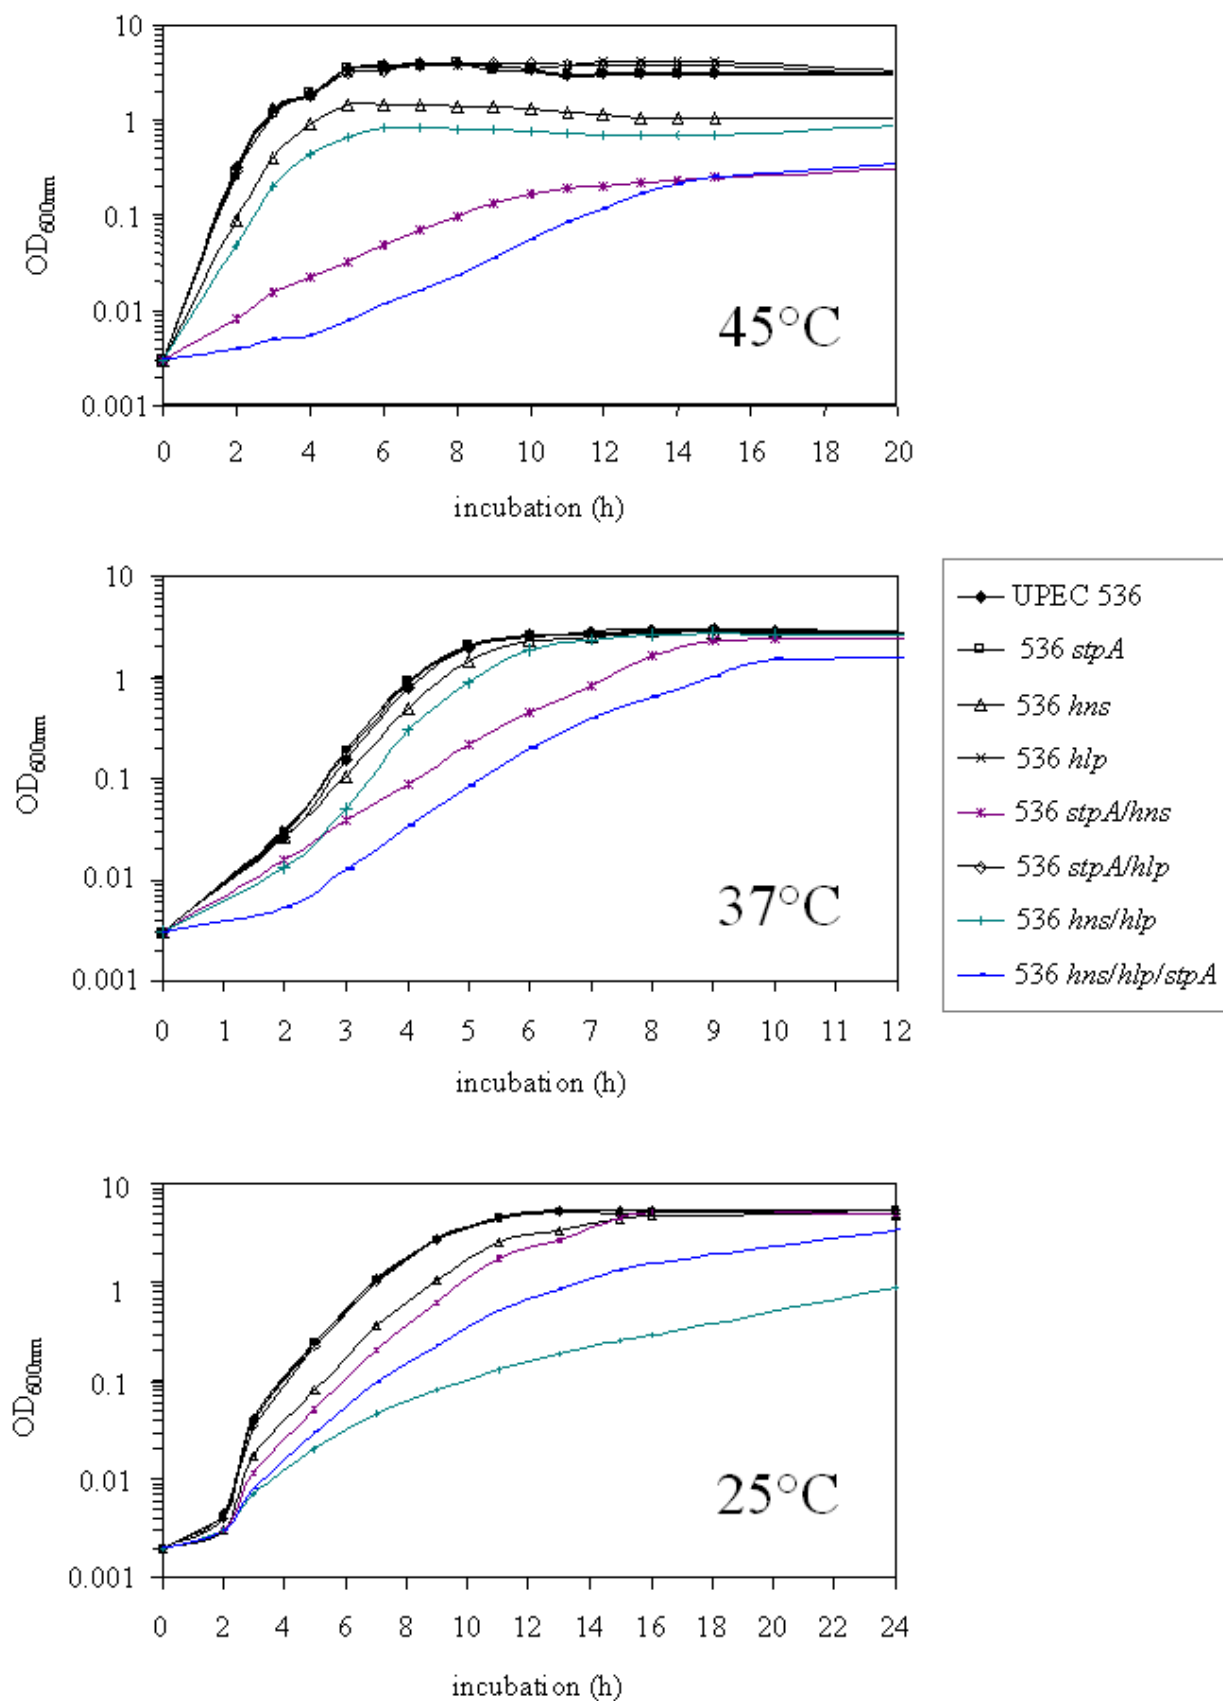 10
1
0.1
0.01
0.001
OD600nm
45°C
0 2 4 6 8 10 12 14 16 18 20
incubation (h)
10
1
0.1
0.01
0.001
OD600nm
37°C
0 1 2 3 4 5 6 7 8 9 10 12
incubation (h)
UPEC 536
536 stpA
536 hns
536 hlp
536 stpA/hns
536 stpA/hlp
536 hns/hlp
536 hns/hlp/stpA
10
1
0.1
0.01
0.001
OD600nm
25°C
0 2 4 6 8 10 12 14 16 18 20 22 24
incubation (h)